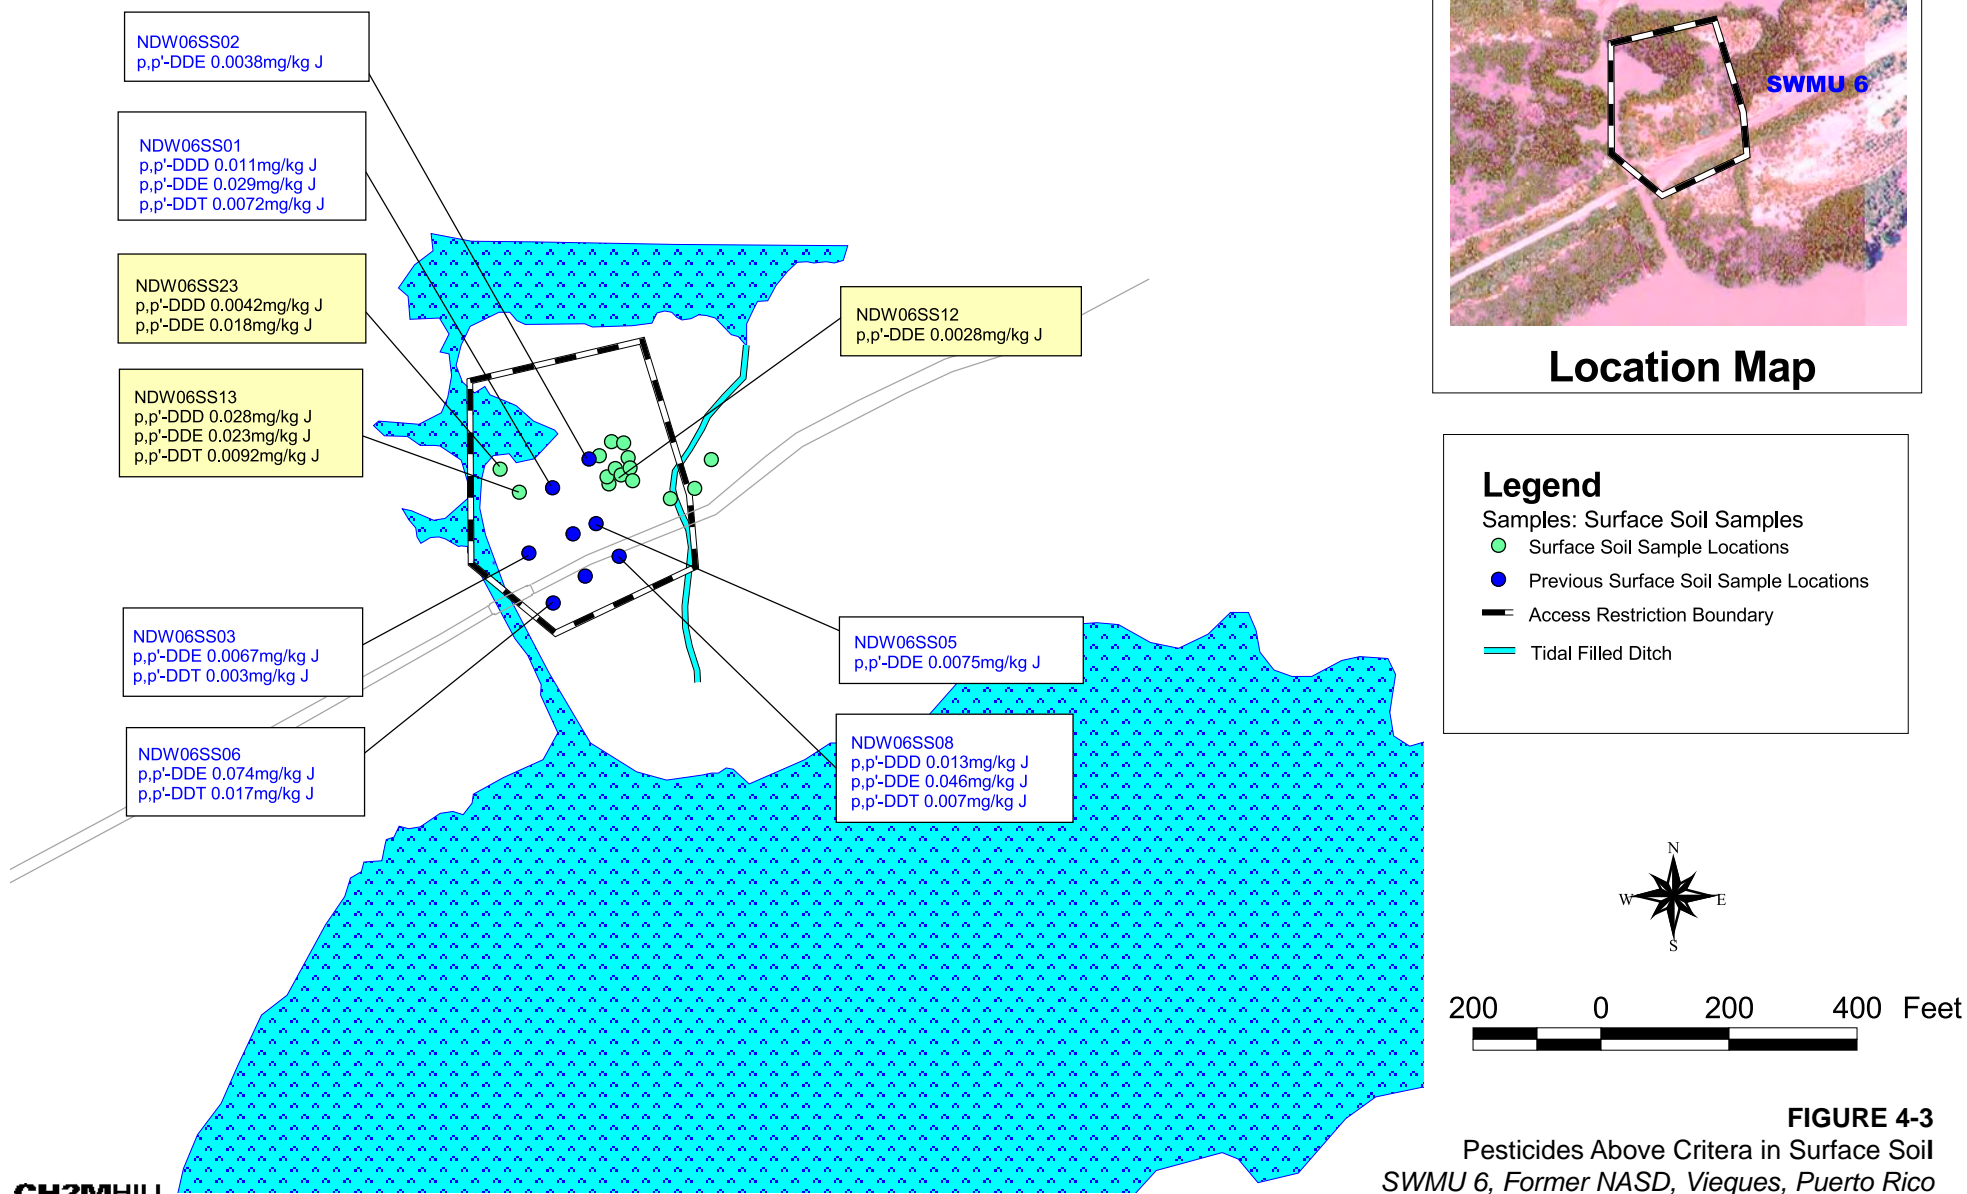 NDW06SS02
p,p'-DDE 0.0038mg/kg J
NDW06SS01
p,p'-DDD 0.011mg/kg J
p,p'-DDE 0.029mg/kg J
p,p'-DDT 0.0072mg/kg J
NDW06SS23
p,p'-DDD 0.0042mg/kg J
p,p'-DDE 0.018mg/kg J
NDW06SS13
p,p'-DDD 0.028mg/kg J
p,p'-DDE 0.023mg/kg J
p,p'-DDT 0.0092mg/kg J
NDW06SS12
p,p'-DDE 0.0028mg/kg J
NDW06SS03
p,p'-DDE 0.0067mg/kg J
p,p'-DDT 0.003mg/kg J
NDW06SS06
p,p'-DDE 0.074mg/kg J
p,p'-DDT 0.017mg/kg J
NDW06SS05
p,p'-DDE 0.0075mg/kg J
NDW06SS08
p,p'-DDD 0.013mg/kg J
p,p'-DDE 0.046mg/kg J
p,p'-DDT 0.007mg/kg J
SWMU 6
Location Map
Legend
Samples: Surface Soil Samples
Surface Soil Sample Locations
Previous Surface Soil Sample Locations
Access Restriction Boundary
Tidal Filled Ditch
N
W E
S
200 0 200 400 Feet
FIGURE 4-3
Pesticides Above Critera in Surface Soil
SWMU 6, Former NASD, Vieques, Puerto Rico
CH2MHILL